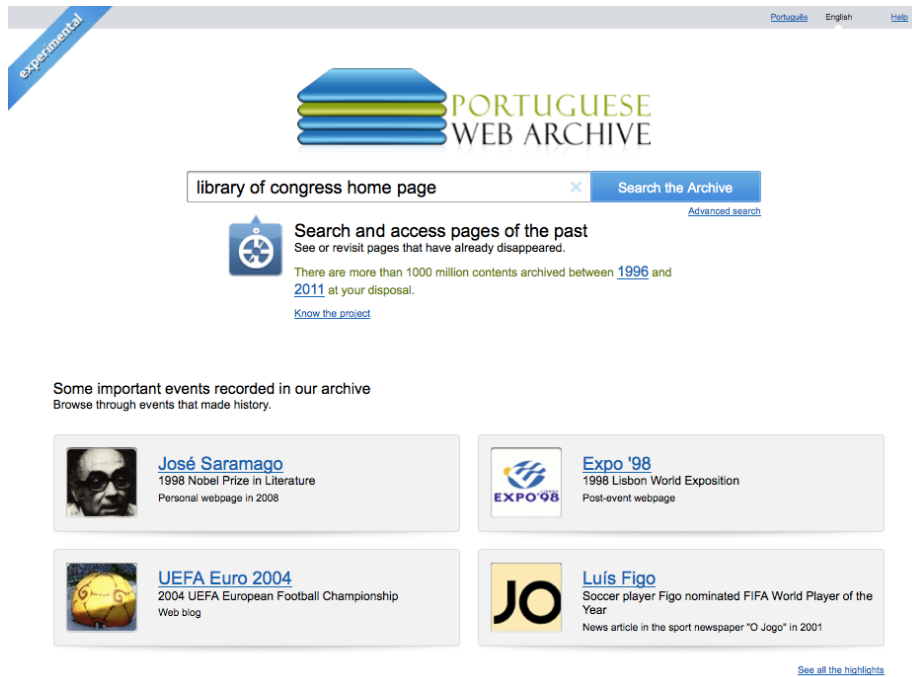 Português English Help
experimental
PORTUGUESE
WEB ARCHIVE
library of congress home page × Search the Archive
Advanced search
Search and access pages of the past
See or revisit pages that have already disappeared.
There are more than 1000 million contents archived between 1996 and
2011 at your disposal.
Know the project
Some important events recorded in our archive
Browse through events that made history.
José Saramago
1998 Nobel Prize in Literature
Personal webpage in 2008
EXPO'98
Expo '98
1998 Lisbon World Exposition
Post-event webpage
UEFA Euro 2004
2004 UEFA European Football Championship
Web blog
JO
Luís Figo
Soccer player Figo nominated FIFA World Player of the
Year
News article in the sport newspaper "O Jogo" in 2001
See all the highlights